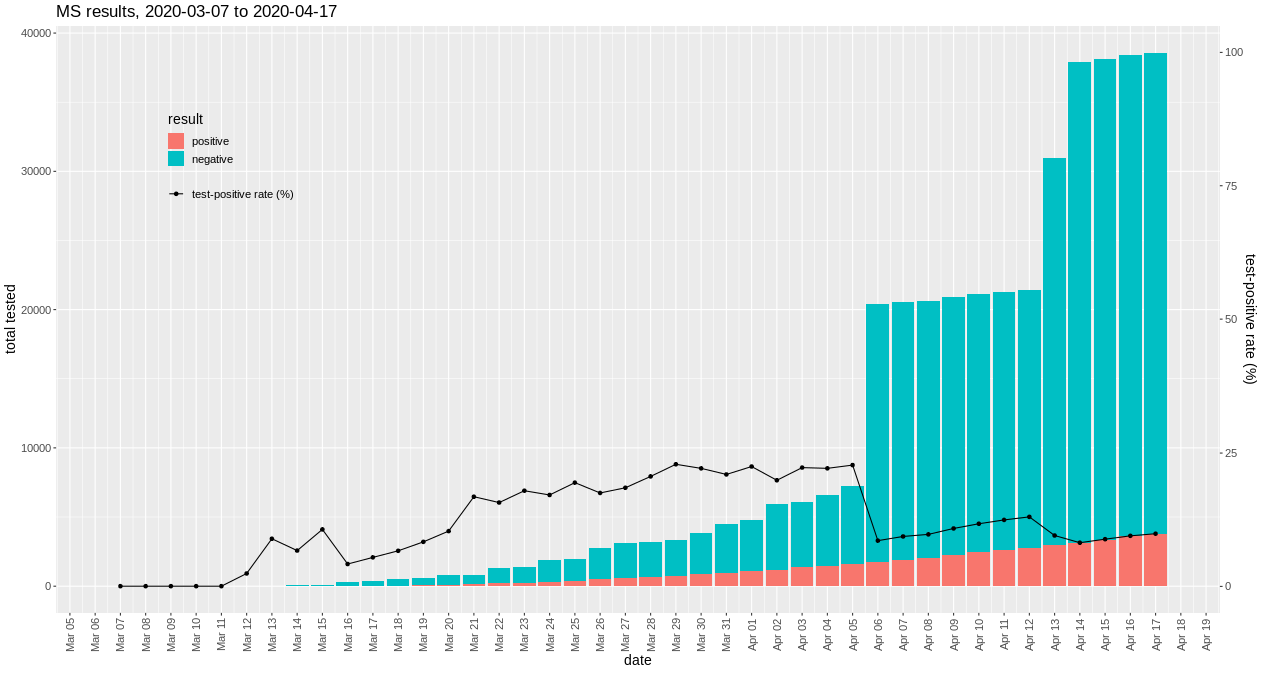 MS results, 2020-03-07 to 2020-04-17
40000
30000
20000
10000
0
total tested
result
positive
negative
test-positive rate (%)
100
75
50
25
0
test-positive rate (%)
Mar 05
Mar 06
Mar 07
Mar 08
Mar 09
Mar 10
Mar 11
Mar 12
Mar 13
Mar 14
Mar 15
Mar 16
Mar 17
Mar 18
Mar 19
Mar 20
Mar 21
Mar 22
Mar 23
Mar 24
Mar 25
Mar 26
Mar 27
Mar 28
Mar 29
Mar 30
Mar 31
Apr 01
Apr 02
Apr 03
Apr 04
Apr 05
Apr 06
Apr 07
Apr 08
Apr 09
Apr 10
Apr 11
Apr 12
Apr 13
Apr 14
Apr 15
Apr 16
Apr 17
Apr 18
Apr 19
date